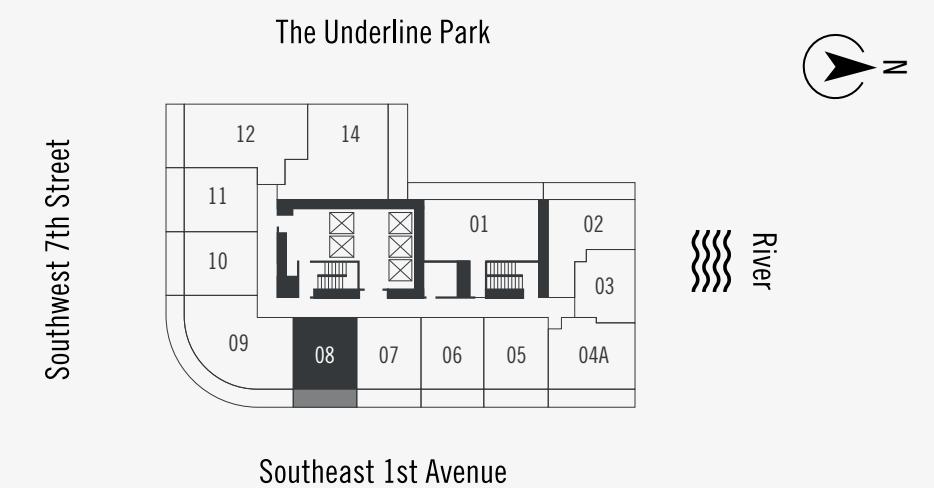 The Underline Park
N
Southwest 7th Street
12
14
11
01
02
10
03
River
09
08
07
06
05
04A
Southeast 1st Avenue